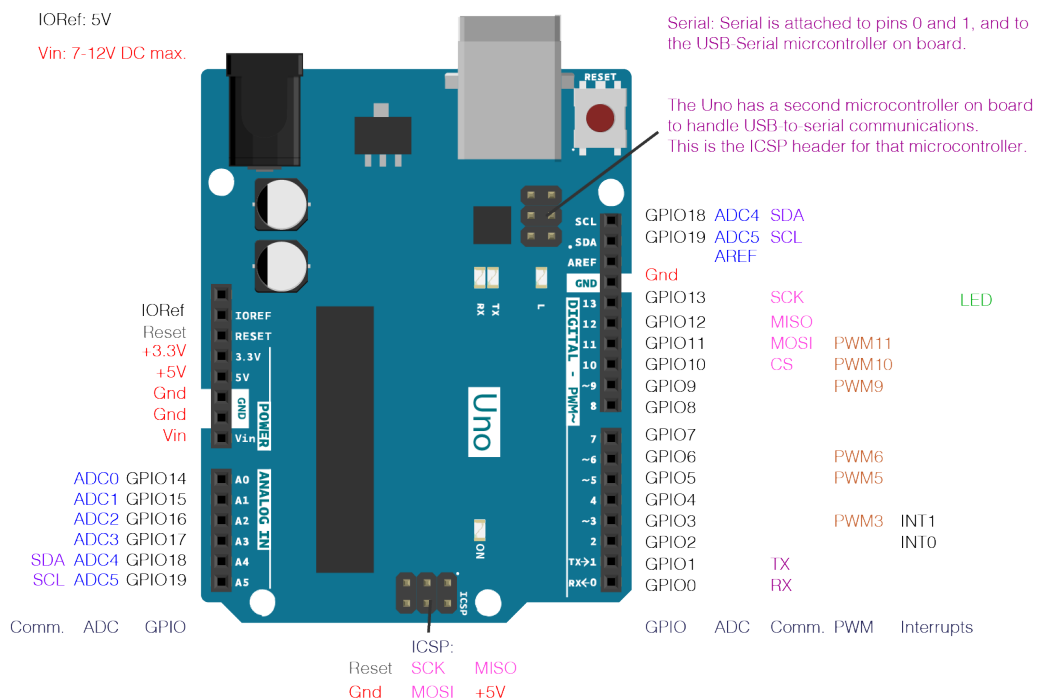 IORef: 5V
Vin: 7-12V DC max.
Serial: Serial is attached to pins 0 and 1, and to
the USB-Serial micrcontroller on board.
The Uno has a second microcontroller on board
to handle USB-to-serial communications.
This is the ICSP header for that microcontroller.
RESET
SCL
SDA
AREF
GND
13
12
11
10
~9
8
7
~6
~5
4
~3
2
TX→1
RX←0
DIGITAL - PWM~
RX
TX
L
Uno
ON
ICSP
IOREF
RESET
3.3V
5V
GND
Vin
POWER
A0
A1
A2
A3
A4
A5
ANALOG IN
IORef
Reset
+3.3V
+5V
Gnd
Gnd
Vin
ADC0 GPIO14
ADC1 GPIO15
ADC2 GPIO16
ADC3 GPIO17
SDA ADC4 GPIO18
SCL ADC5 GPIO19
Comm. ADC GPIO
GPIO18 ADC4 SDA
GPIO19 ADC5 SCL
AREF
Gnd
GPIO13 SCK LED
GPIO12 MISO
GPIO11 MOSI PWM11
GPIO10 CS PWM10
GPIO9 PWM9
GPIO8
GPIO7
GPIO6 PWM6
GPIO5 PWM5
GPIO4
GPIO3 PWM3 INT1
GPIO2 INT0
GPIO1 TX
GPIO0 RX
GPIO ADC Comm. PWM Interrupts
ICSP:
Reset SCK MISO
Gnd MOSI +5V